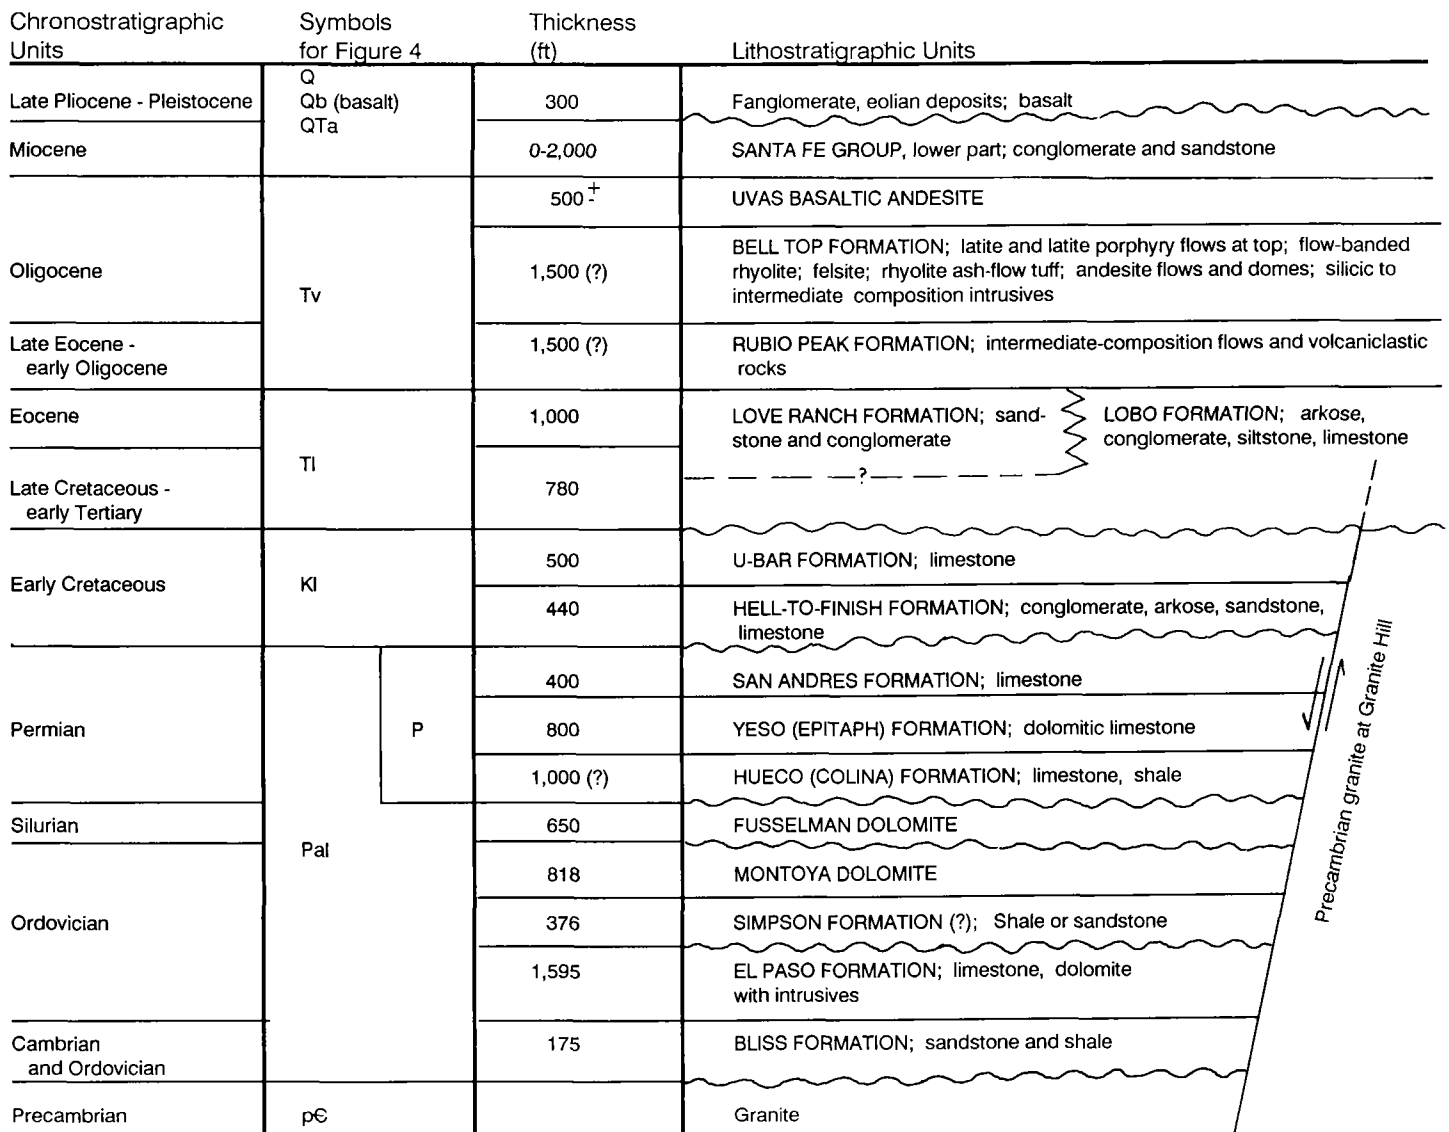 Chronostratigraphic Units
Symbols for Figure 4
Thickness (ft)
Lithostratigraphic Units
Late Pliocene - Pleistocene
Q
Qb (basalt)
QTa
300
Fanglomerate, eolian deposits; basalt
Miocene
0-2,000
SANTA FE GROUP, lower part; conglomerate and sandstone
Oligocene
Tv
500 ±
UVAS BASALTIC ANDESITE
1,500 (?)
BELL TOP FORMATION; latite and latite porphyry flows at top; flow-banded
rhyolite; felsite; rhyolite ash-flow tuff; andesite flows and domes; silicic to
intermediate composition intrusives
Late Eocene -
early Oligocene
1,500 (?)
RUBIO PEAK FORMATION; intermediate-composition flows and volcaniclastic
rocks
Eocene
Tl
1,000
LOVE RANCH FORMATION; sand-
stone and conglomerate
LOBO FORMATION; arkose,
conglomerate, siltstone, limestone
?
Late Cretaceous -
early Tertiary
780
Early Cretaceous
Kl
500
U-BAR FORMATION; limestone
440
HELL-TO-FINISH FORMATION; conglomerate, arkose, sandstone,
limestone
Permian
P
400
SAN ANDRES FORMATION; limestone
800
YESO (EPITAPH) FORMATION; dolomitic limestone
1,000 (?)
HUECO (COLINA) FORMATION; limestone, shale
Silurian
Pal
650
FUSSELMAN DOLOMITE
Ordovician
818
MONTOYA DOLOMITE
376
SIMPSON FORMATION (?); Shale or sandstone
1,595
EL PASO FORMATION; limestone, dolomite
with intrusives
Cambrian
and Ordovician
175
BLISS FORMATION; sandstone and shale
Precambrian
p€
Granite
Precambrian granite at Granite Hill